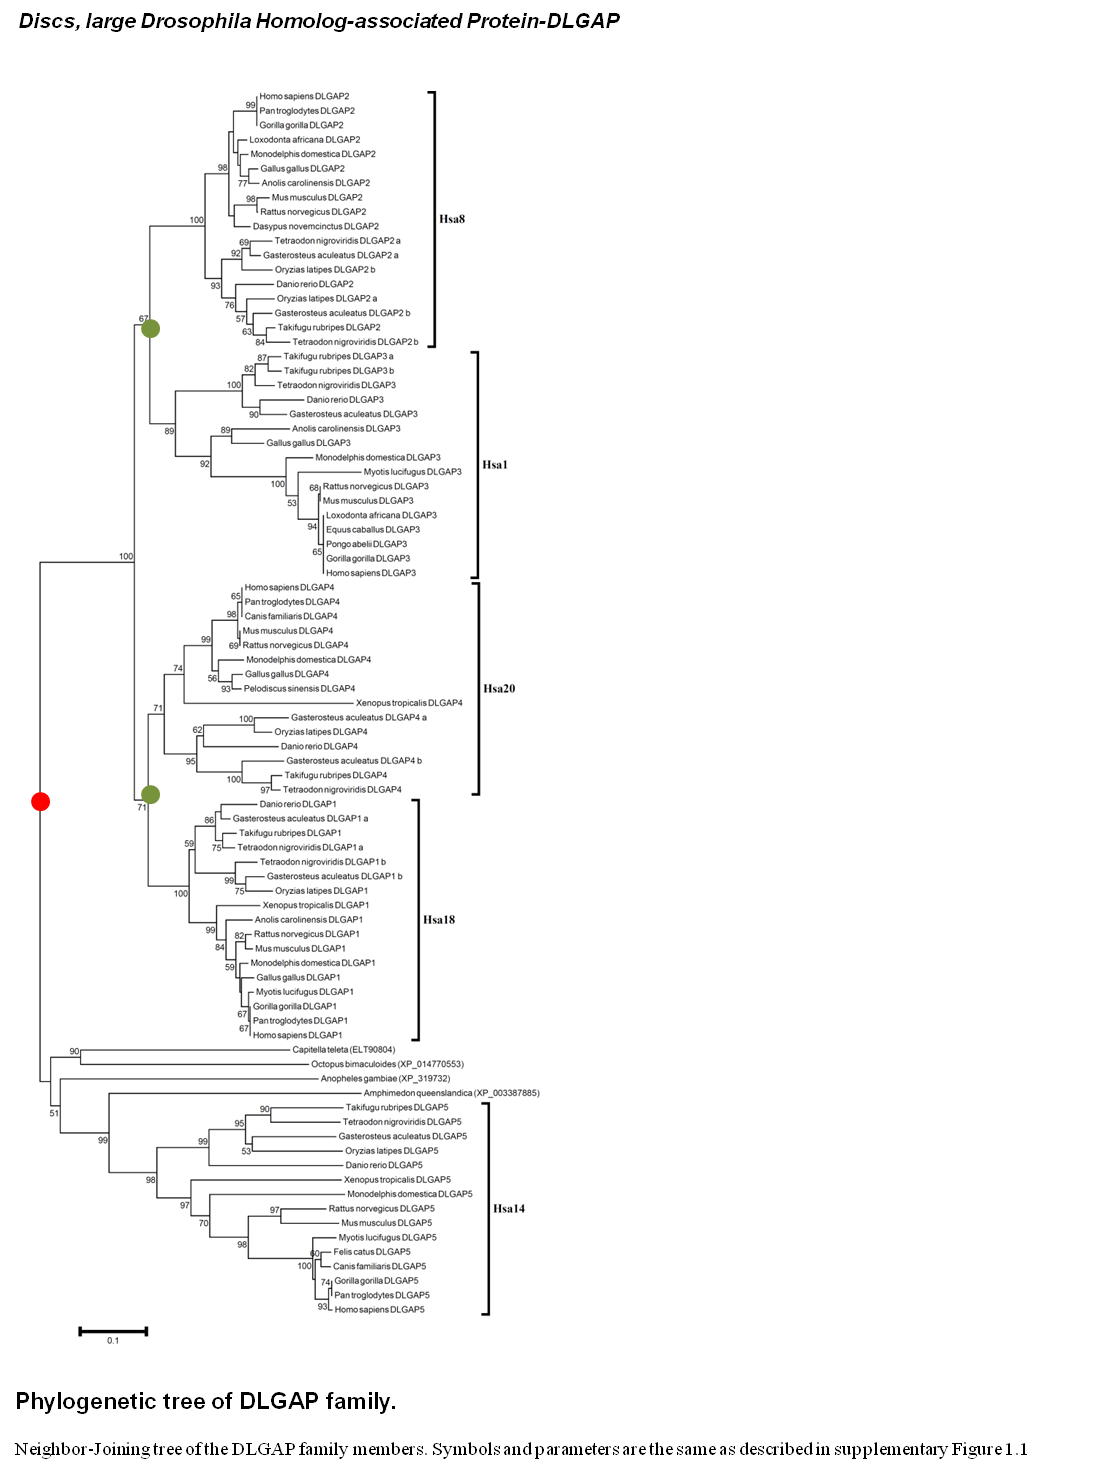 Discs, large Drosophila Homolog-associated Protein-DLGAP
Homo sapiens DLGAP2
99
Pan troglodytes DLGAP2
Gorilla gorilla DLGAP2
Loxodonta africana DLGAP2
Monodelphis domestica DLGAP2
98
Gallus gallus DLGAP2
77
Anolis carolinensis DLGAP2
98
Mus musculus DLGAP2
Rattus norvegicus DLGAP2
100
Hsa8
Dasypus novemcinctus DLGAP2
69
Tetraodon nigroviridis DLGAP2 a
92
Gasterosteus aculeatus DLGAP2 a
Oryzias latipes DLGAP2 b
93
Danio rerio DLGAP2
76
Oryzias latipes DLGAP2 a
57
Gasterosteus aculeatus DLGAP2 b
67
63
Takifugu rubripes DLGAP2
84
Tetraodon nigroviridis DLGAP2 b
87
Takifugu rubripes DLGAP3 a
82
Takifugu rubripes DLGAP3 b
100
Tetraodon nigroviridis DLGAP3
Danio rerio DLGAP3
90
Gasterosteus aculeatus DLGAP3
89
89
Anolis carolinensis DLGAP3
Gallus gallus DLGAP3
92
Monodelphis domestica DLGAP3
Hsa1
Myotis lucifugus DLGAP3
100
68
Rattus norvegicus DLGAP3
53
Mus musculus DLGAP3
Loxodonta africana DLGAP3
94
Equus caballus DLGAP3
Pongo abelii DLGAP3
65
100
Gorilla gorilla DLGAP3
Homo sapiens DLGAP3
Homo sapiens DLGAP4
65
Pan troglodytes DLGAP4
98
Canis familiaris DLGAP4
Mus musculus DLGAP4
99
69
Rattus norvegicus DLGAP4
Monodelphis domestica DLGAP4
74
56
Gallus gallus DLGAP4
93
Pelodiscus sinensis DLGAP4
Hsa20
Xenopus tropicalis DLGAP4
71
100
Gasterosteus aculeatus DLGAP4 a
62
Oryzias latipes DLGAP4
Danio rerio DLGAP4
95
Gasterosteus aculeatus DLGAP4 b
100
Takifugu rubripes DLGAP4
97
Tetraodon nigroviridis DLGAP4
71
Danio rerio DLGAP1
86
Gasterosteus aculeatus DLGAP1 a
Takifugu rubripes DLGAP1
59
75
Tetraodon nigroviridis DLGAP1 a
Tetraodon nigroviridis DLGAP1 b
99
Gasterosteus aculeatus DLGAP1 b
100
75
Oryzias latipes DLGAP1
Xenopus tropicalis DLGAP1
Hsa18
99
Anolis carolinensis DLGAP1
82
Rattus norvegicus DLGAP1
84
Mus musculus DLGAP1
59
Monodelphis domestica DLGAP1
Gallus gallus DLGAP1
Myotis lucifugus DLGAP1
67
Gorilla gorilla DLGAP1
67
Pan troglodytes DLGAP1
Homo sapiens DLGAP1
90
Capitella teleta (ELT90804)
Octopus bimaculoides (XP_014770553)
Anopheles gambiae (XP_319732)
Amphimedon queenslandica (XP_003387885)
51
90
Takifugu rubripes DLGAP5
95
Tetraodon nigroviridis DLGAP5
99
99
Gasterosteus aculeatus DLGAP5
53
Oryzias latipes DLGAP5
Danio rerio DLGAP5
98
Xenopus tropicalis DLGAP5
Monodelphis domestica DLGAP5
97
97
Rattus norvegicus DLGAP5
Hsa14
70
Mus musculus DLGAP5
98
Myotis lucifugus DLGAP5
60
Felis catus DLGAP5
100
Canis familiaris DLGAP5
74
Gorilla gorilla DLGAP5
Pan troglodytes DLGAP5
93
Homo sapiens DLGAP5
0.1
Phylogenetic tree of DLGAP family.
Neighbor-Joining tree of the DLGAP family members. Symbols and parameters are the same as described in supplementary Figure 1.1